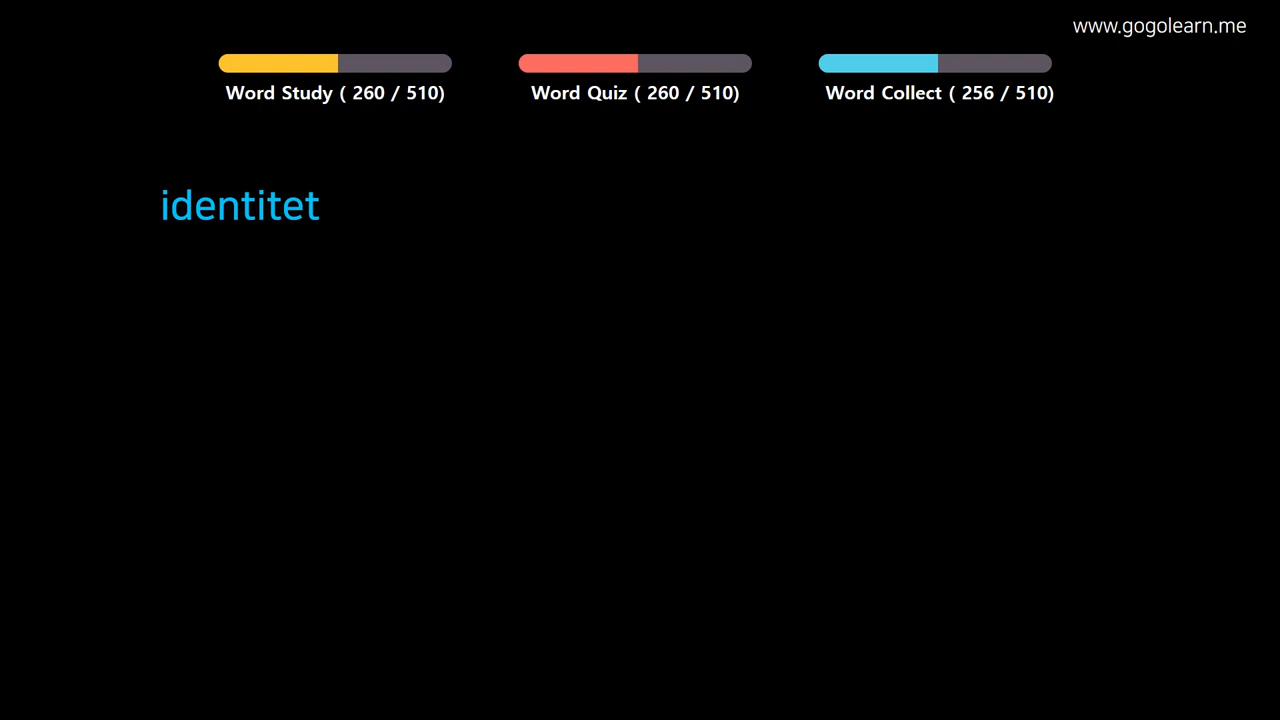 www.gogolearn.me
Word Study ( 260 / 510)
Word Quiz ( 260 / 510)
Word Collect ( 256 / 510)
identitet